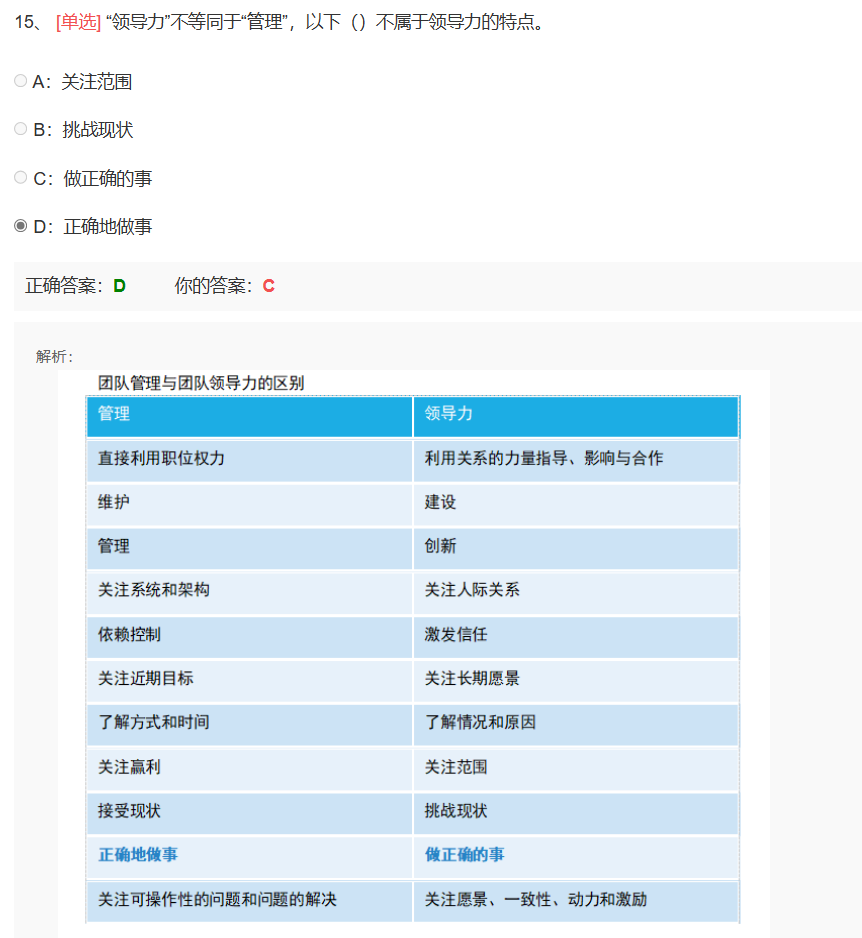 15、 [单选] “领导力”不等同于“管理”，以下（）不属于领导力的特点。
A：关注范围
B：挑战现状
C：做正确的事
D：正确地做事
正确答案：D 你的答案：C
解析：
团队管理与团队领导力的区别
管理 领导力
直接利用职位权力 利用关系的力量指导、影响与合作
维护 建设
管理 创新
关注系统和架构 关注人际关系
依赖控制 激发信任
关注近期目标 关注长期愿景
了解方式和时间 了解情况和原因
关注赢利 关注范围
接受现状 挑战现状
正确地做事 做正确的事
关注可操作性的问题和问题的解决 关注愿景、一致性、动力和激励